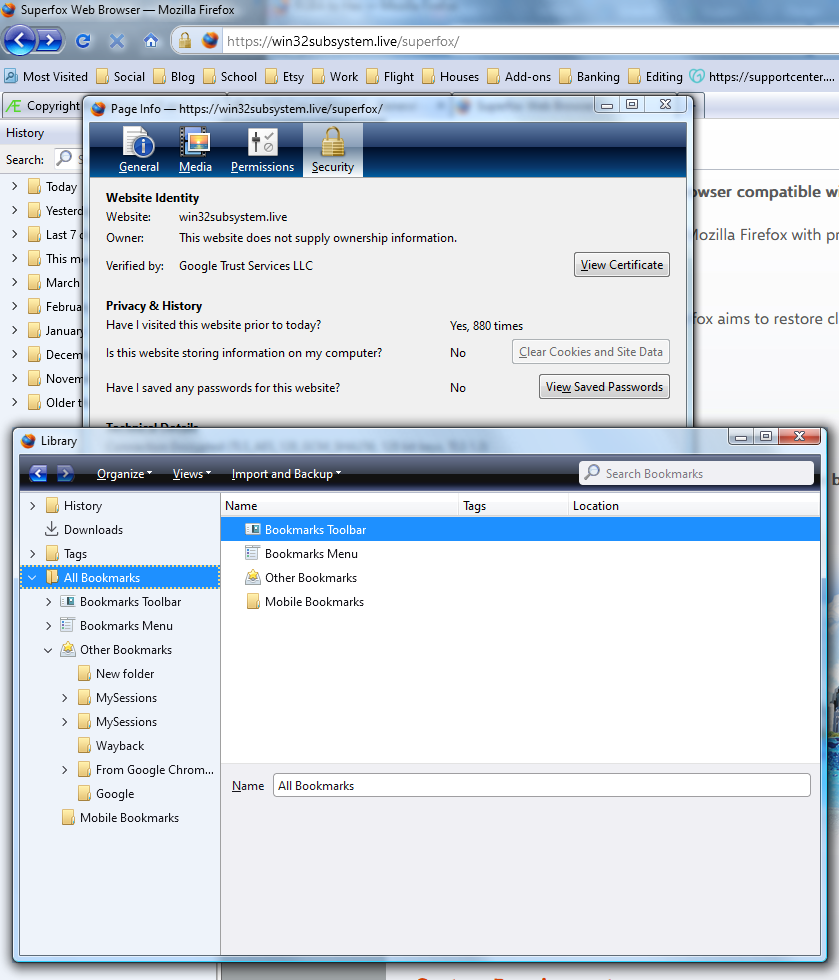 Superfox Web Browser — Mozilla Firefox
https://win32subsystem.live/superfox/
Most Visited Social Blog School Etsy Work Flight Houses Add-ons Banking Editing https://supportcenter....
Copyright
Page Info — https://win32subsystem.live/superfox/
History
Search:
General Media Permissions Security
Today
Yesterd
Last 7 d
This mo
March
Februa
January
Decem
Novem
Older t
Website Identity
Website: win32subsystem.live
Owner: This website does not supply ownership information.
Verified by: Google Trust Services LLC
View Certificate
Privacy & History
Have I visited this website prior to today? Yes, 880 times
Is this website storing information on my computer? No
Clear Cookies and Site Data
Have I saved any passwords for this website? No
View Saved Passwords
Technical Details
owser compatible w
Mozilla Firefox with pr
fox aims to restore cl
Library
Organize Views Import and Backup
Search Bookmarks
History
Downloads
Tags
All Bookmarks
Bookmarks Toolbar
Bookmarks Menu
Other Bookmarks
New folder
MySessions
MySessions
Wayback
From Google Chrom...
Google
Mobile Bookmarks
Name Tags Location
Bookmarks Toolbar
Bookmarks Menu
Other Bookmarks
Mobile Bookmarks
Name All Bookmarks